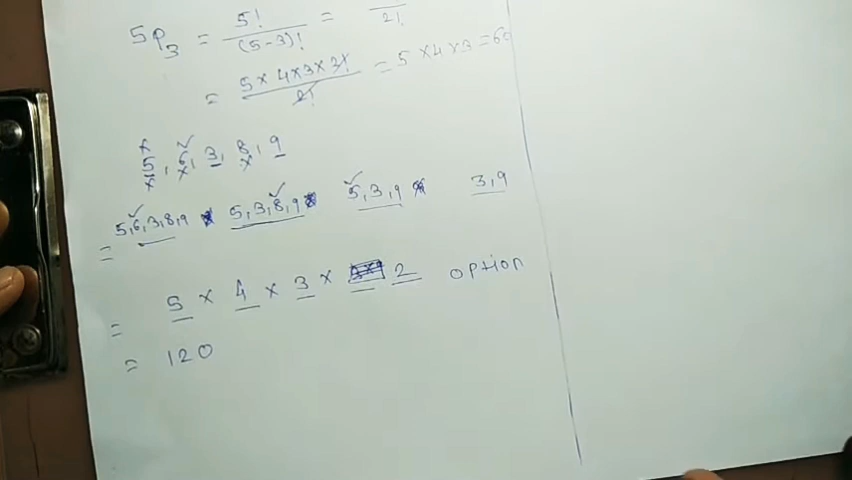 5P3 = 5! / (5-3)! = / 2!
= 5 × 4 × 3 × 2! / 2! = 5 × 4 × 3 = 60
5, 6, 3, 8, 9
= 5,6,3,8,9 5,3,8,9 5,3,9 3,9
= 5 × 4 × 3 × 2 option
= 120